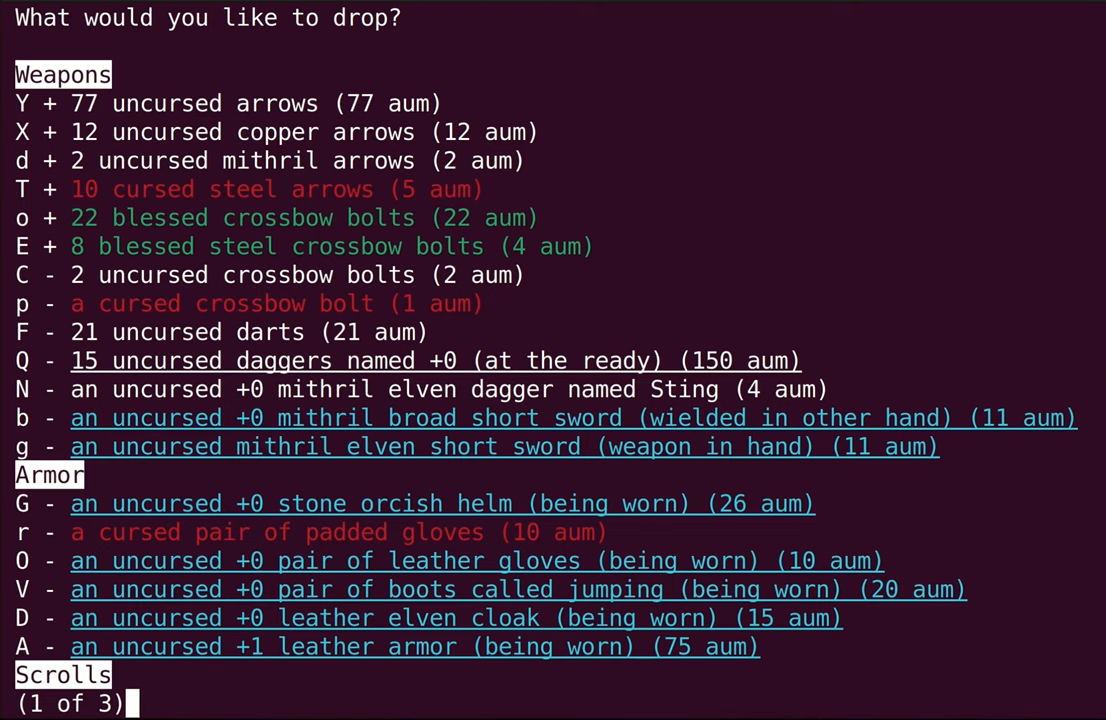 What would you like to drop?
Weapons
Y + 77 uncursed arrows (77 aum)
X + 12 uncursed copper arrows (12 aum)
d + 2 uncursed mithril arrows (2 aum)
T + 10 cursed steel arrows (5 aum)
o + 22 blessed crossbow bolts (22 aum)
E + 8 blessed steel crossbow bolts (4 aum)
C - 2 uncursed crossbow bolts (2 aum)
p - a cursed crossbow bolt (1 aum)
F - 21 uncursed darts (21 aum)
Q - 15 uncursed daggers named +0 (at the ready) (150 aum)
N - an uncursed +0 mithril elven dagger named Sting (4 aum)
b - an uncursed +0 mithril broad short sword (wielded in other hand) (11 aum)
g - an uncursed mithril elven short sword (weapon in hand) (11 aum)
Armor
G - an uncursed +0 stone orcish helm (being worn) (26 aum)
r - a cursed pair of padded gloves (10 aum)
O - an uncursed +0 pair of leather gloves (being worn) (10 aum)
V - an uncursed +0 pair of boots called jumping (being worn) (20 aum)
D - an uncursed +0 leather elven cloak (being worn) (15 aum)
A - an uncursed +1 leather armor (being worn) (75 aum)
Scrolls
(1 of 3)